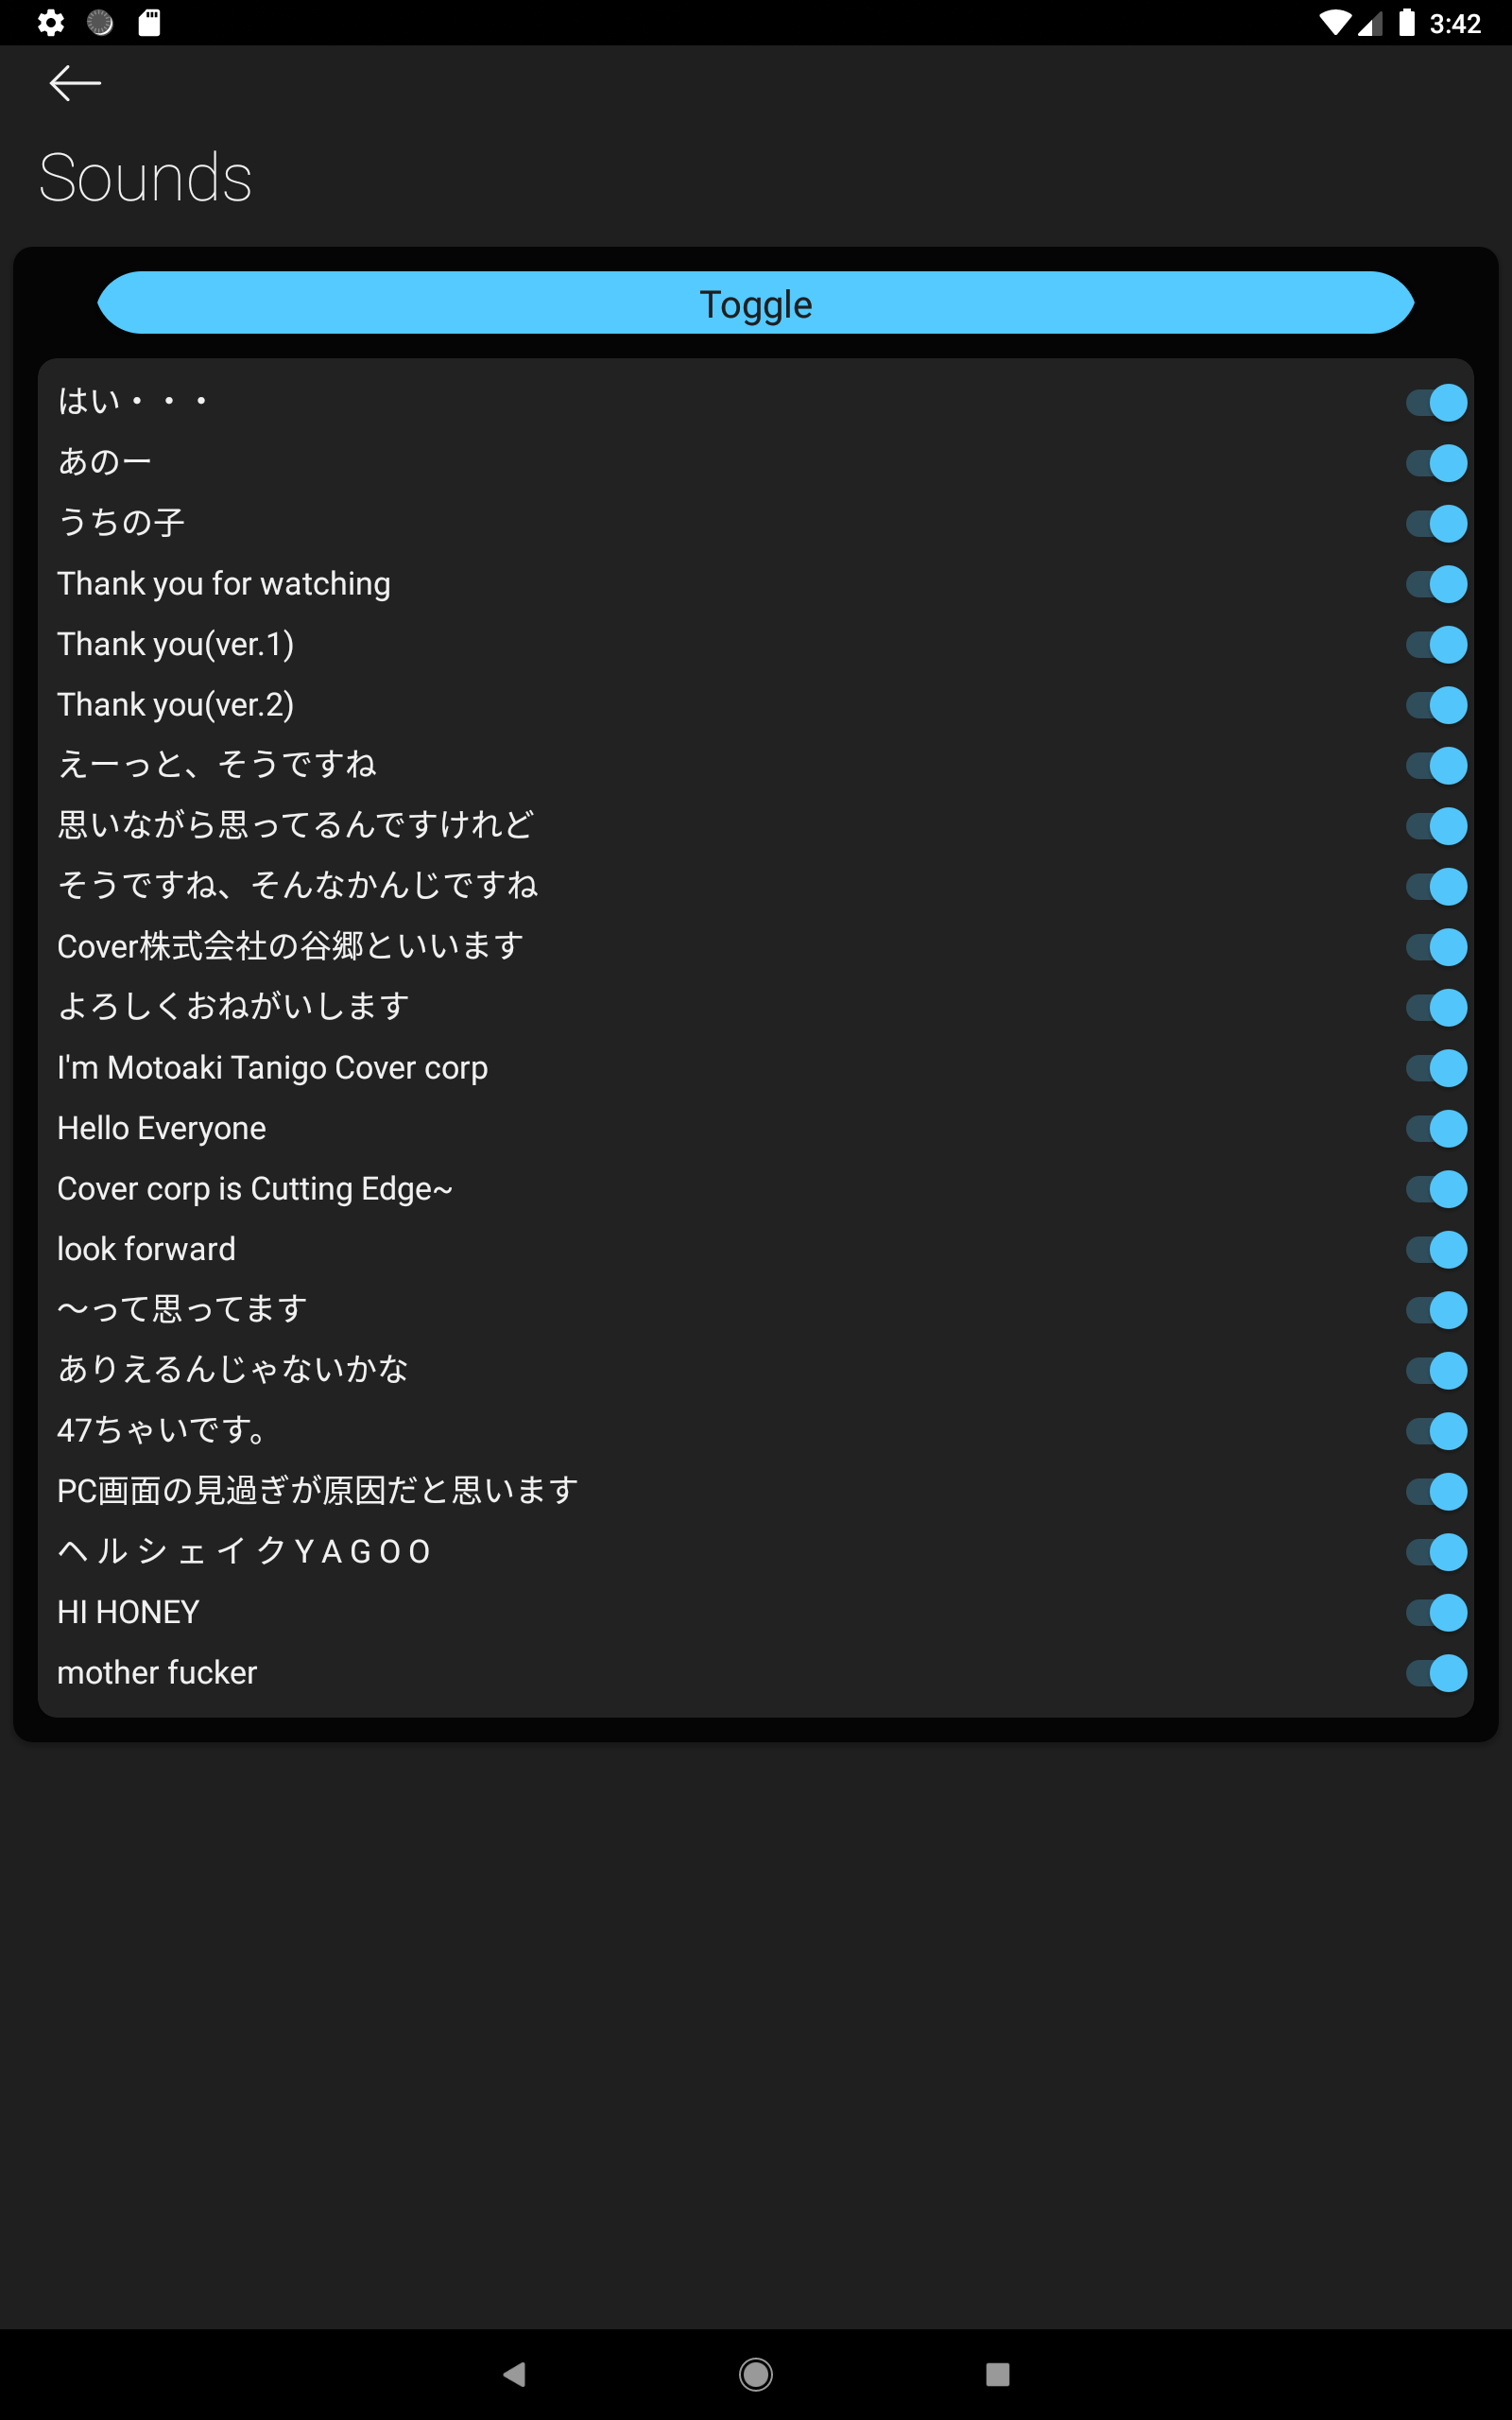 3:42
Sounds
Toggle
はい・・・
あのー
うちの子
Thank you for watching
Thank you(ver.1)
Thank you(ver.2)
えーっと、そうですね
思いながら思ってるんですけれど
そうですね、そんなかんじですね
Cover株式会社の谷郷といいます
よろしくおねがいします
I'm Motoaki Tanigo Cover corp
Hello Everyone
Cover corp is Cutting Edge~
look forward
〜って思ってます
ありえるんじゃないかな
47ちゃいです。
PC画面の見過ぎが原因だと思います
ヘ ル シ ェ イ ク Y A G O O
HI HONEY
mother fucker